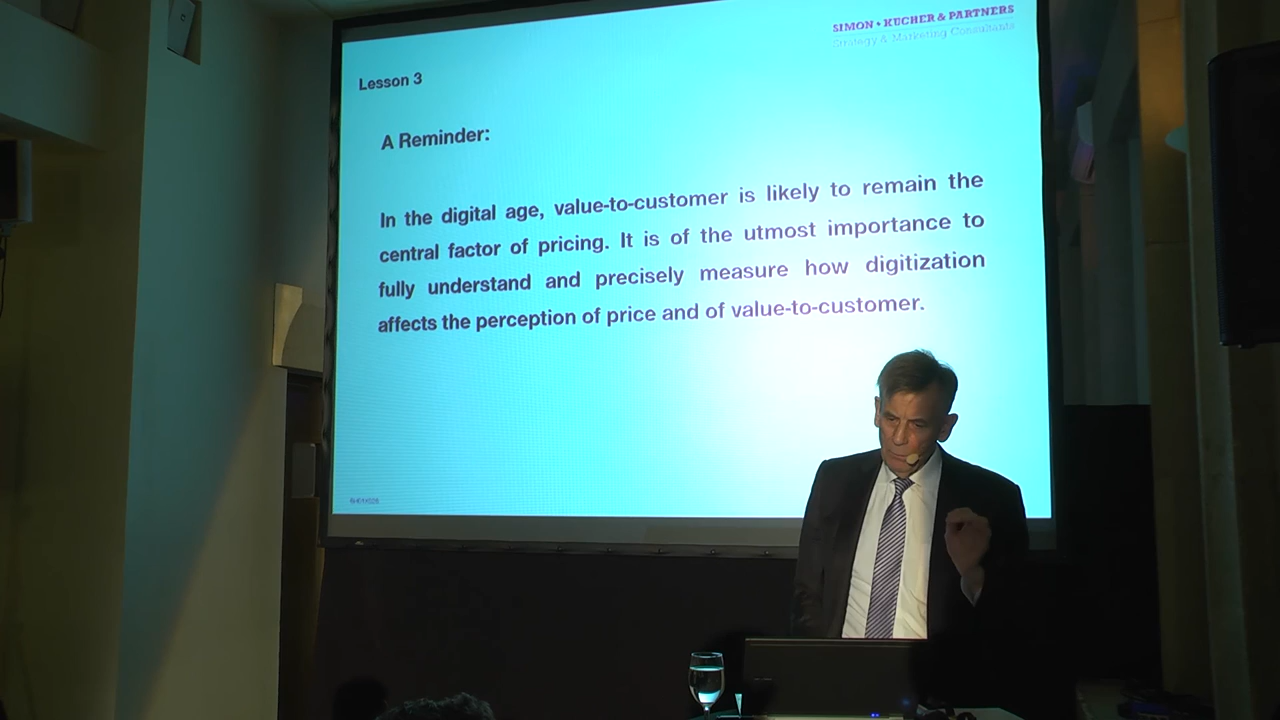 SIMON • KUCHER & PARTNERS
Strategy & Marketing Consultants
Lesson 3
A Reminder:
In the digital age, value-to-customer is likely to remain the
central factor of pricing. It is of the utmost importance to
fully understand and precisely measure how digitization
affects the perception of price and of value-to-customer.